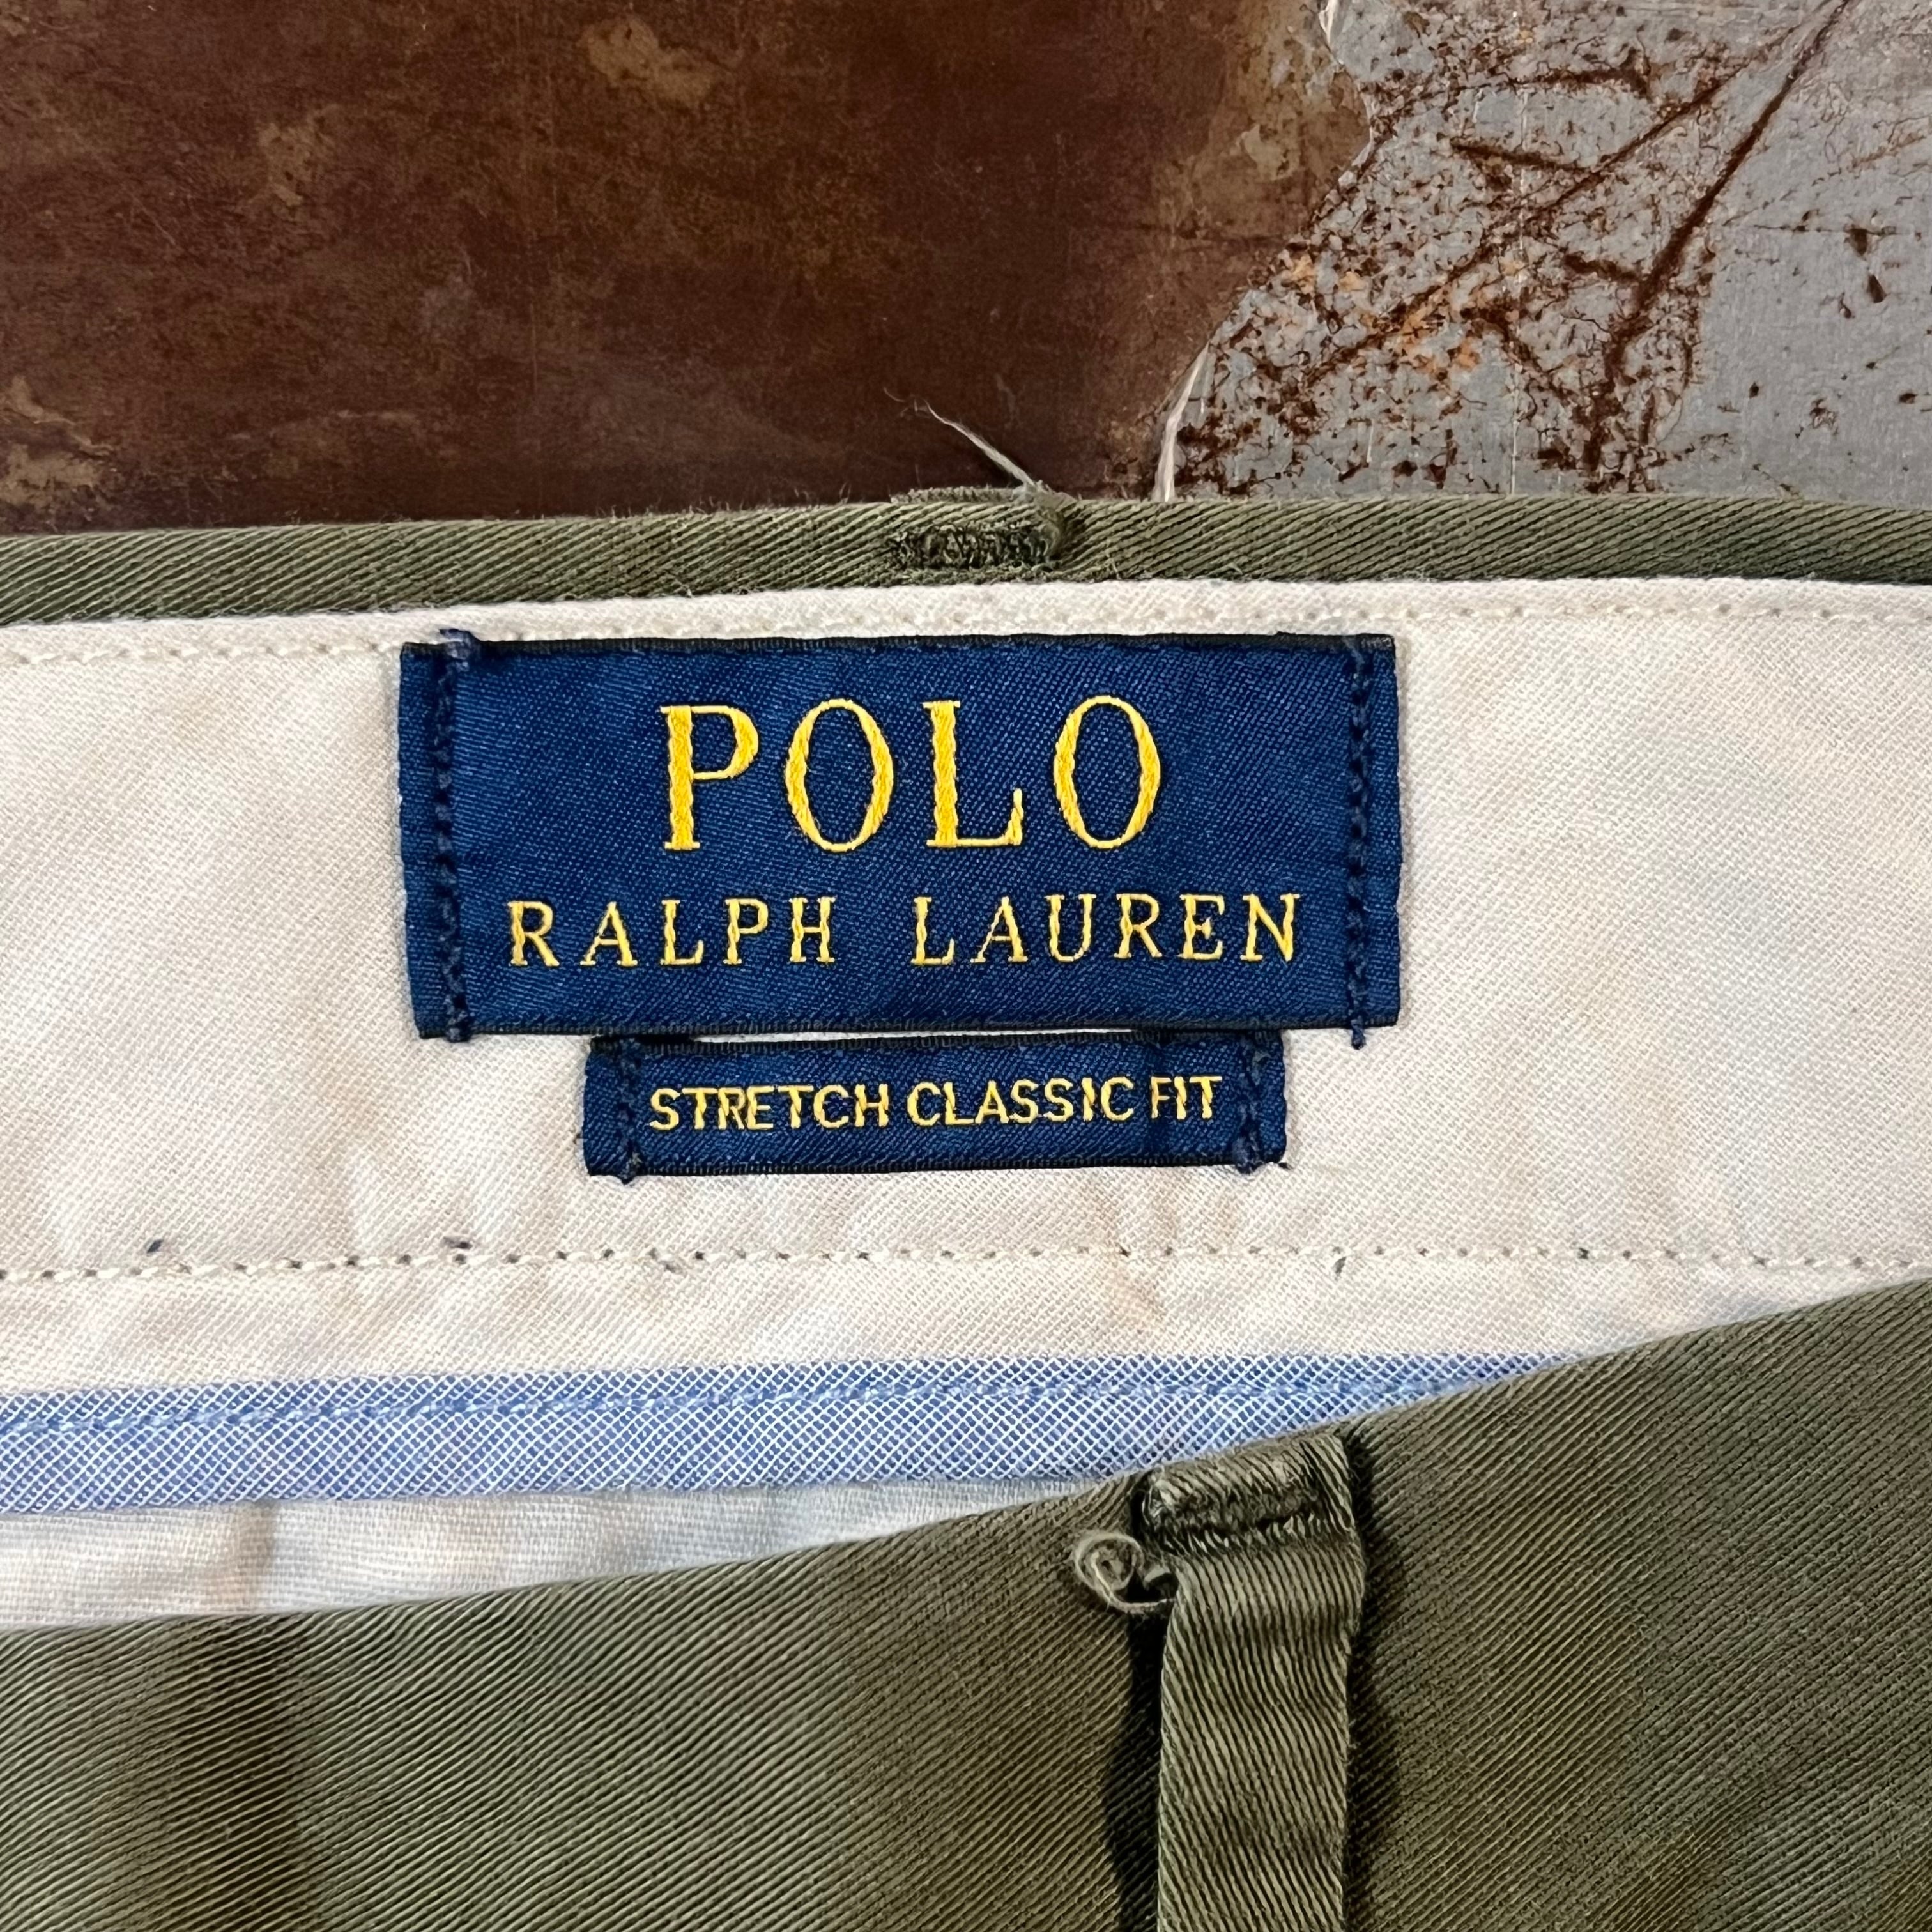 POLO
RALPH LAUREN
STRETCH CLASSIC FIT